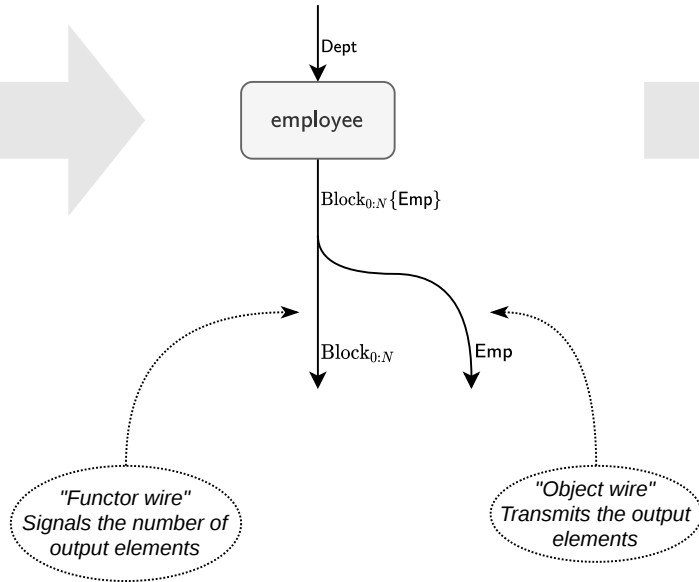 Dept
employee
Block0:N{Emp}
Block0:N
Emp
"Functor wire"
Signals the number of
output elements
"Object wire"
Transmits the output
elements